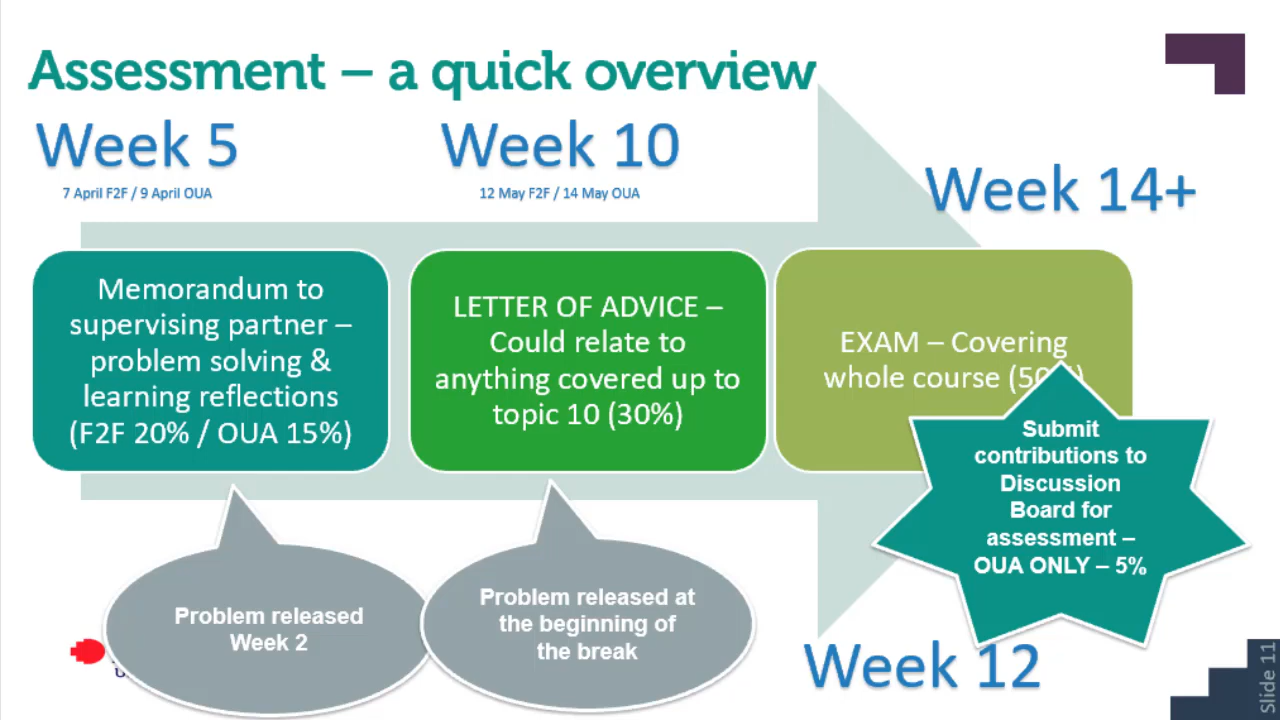 Assessment – a quick overview
Week 5
7 April F2F / 9 April OUA
Week 10
12 May F2F / 14 May OUA
Week 14+
Memorandum to
supervising partner –
problem solving &
learning reflections
(F2F 20% / OUA 15%)
LETTER OF ADVICE –
Could relate to
anything covered up to
topic 10 (30%)
EXAM – Covering
whole course (50%)
Submit
contributions to
Discussion
Board for
assessment –
OUA ONLY – 5%
Problem released
Week 2
Problem released at
the beginning of
the break
Week 12
Slide 11